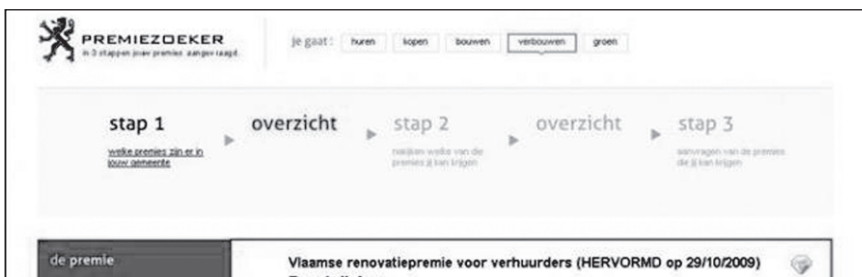 PREMIEZOEKER
in 3 stappen jouw premies aangevraagd.
je gaat: huren kopen bouwen verbouwen groen
stap 1 overzicht stap 2 overzicht stap 3
welke premies zijn er in
jouw gemeente
nakijken welke van die
premies jij kan krijgen
aanvragen van de premies
die jij kan krijgen
de premie
Vlaamse renovatiepremie voor verhuurders (HERVORMD op 29/10/2009)